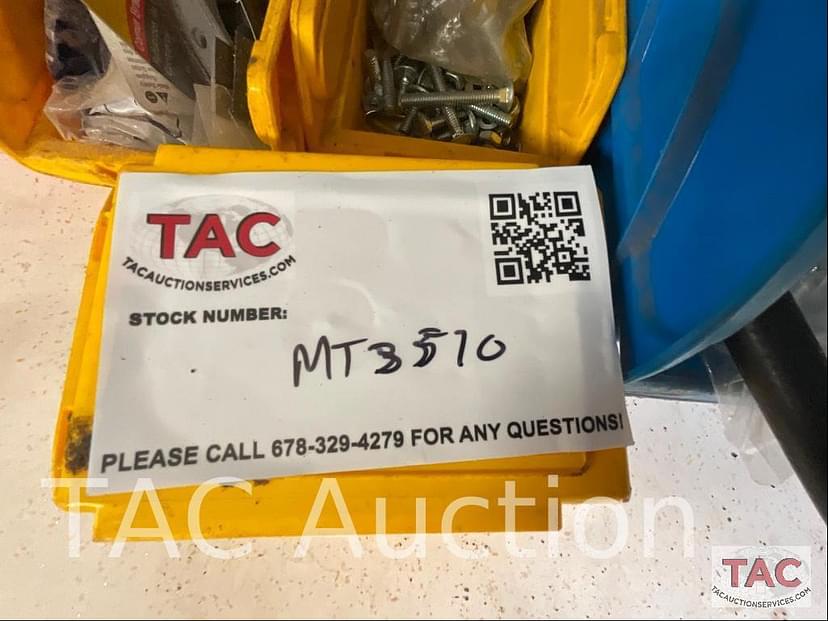 TAC
TACAUCTIONSERVICES.COM
STOCK NUMBER:
MT3510
PLEASE CALL 678-329-4279 FOR ANY QUESTIONS!
TAC Auction
TAC
TACAUCTIONSERVICES.COM